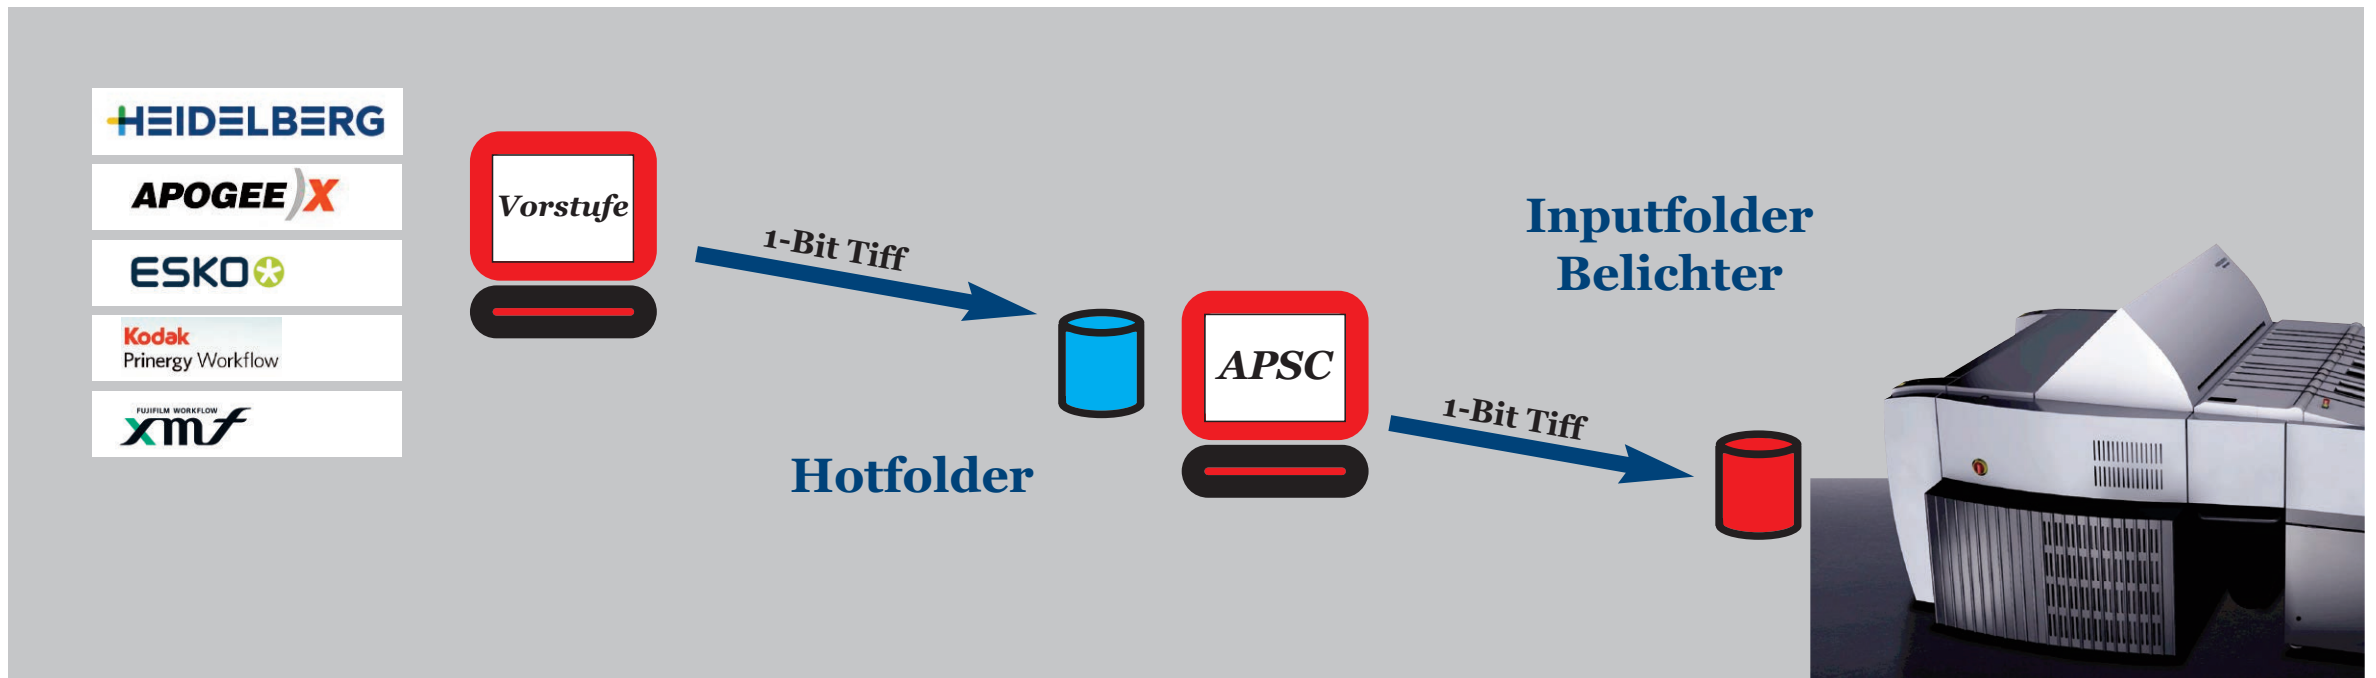 HEIDELBERG
APOGEE X
ESKO
Kodak
Prinergy Workflow
FUJIFILM WORKFLOW
xmf
Vorstufe
1-Bit Tiff
Hotfolder
APSC
1-Bit Tiff
Inputfolder
Belichter